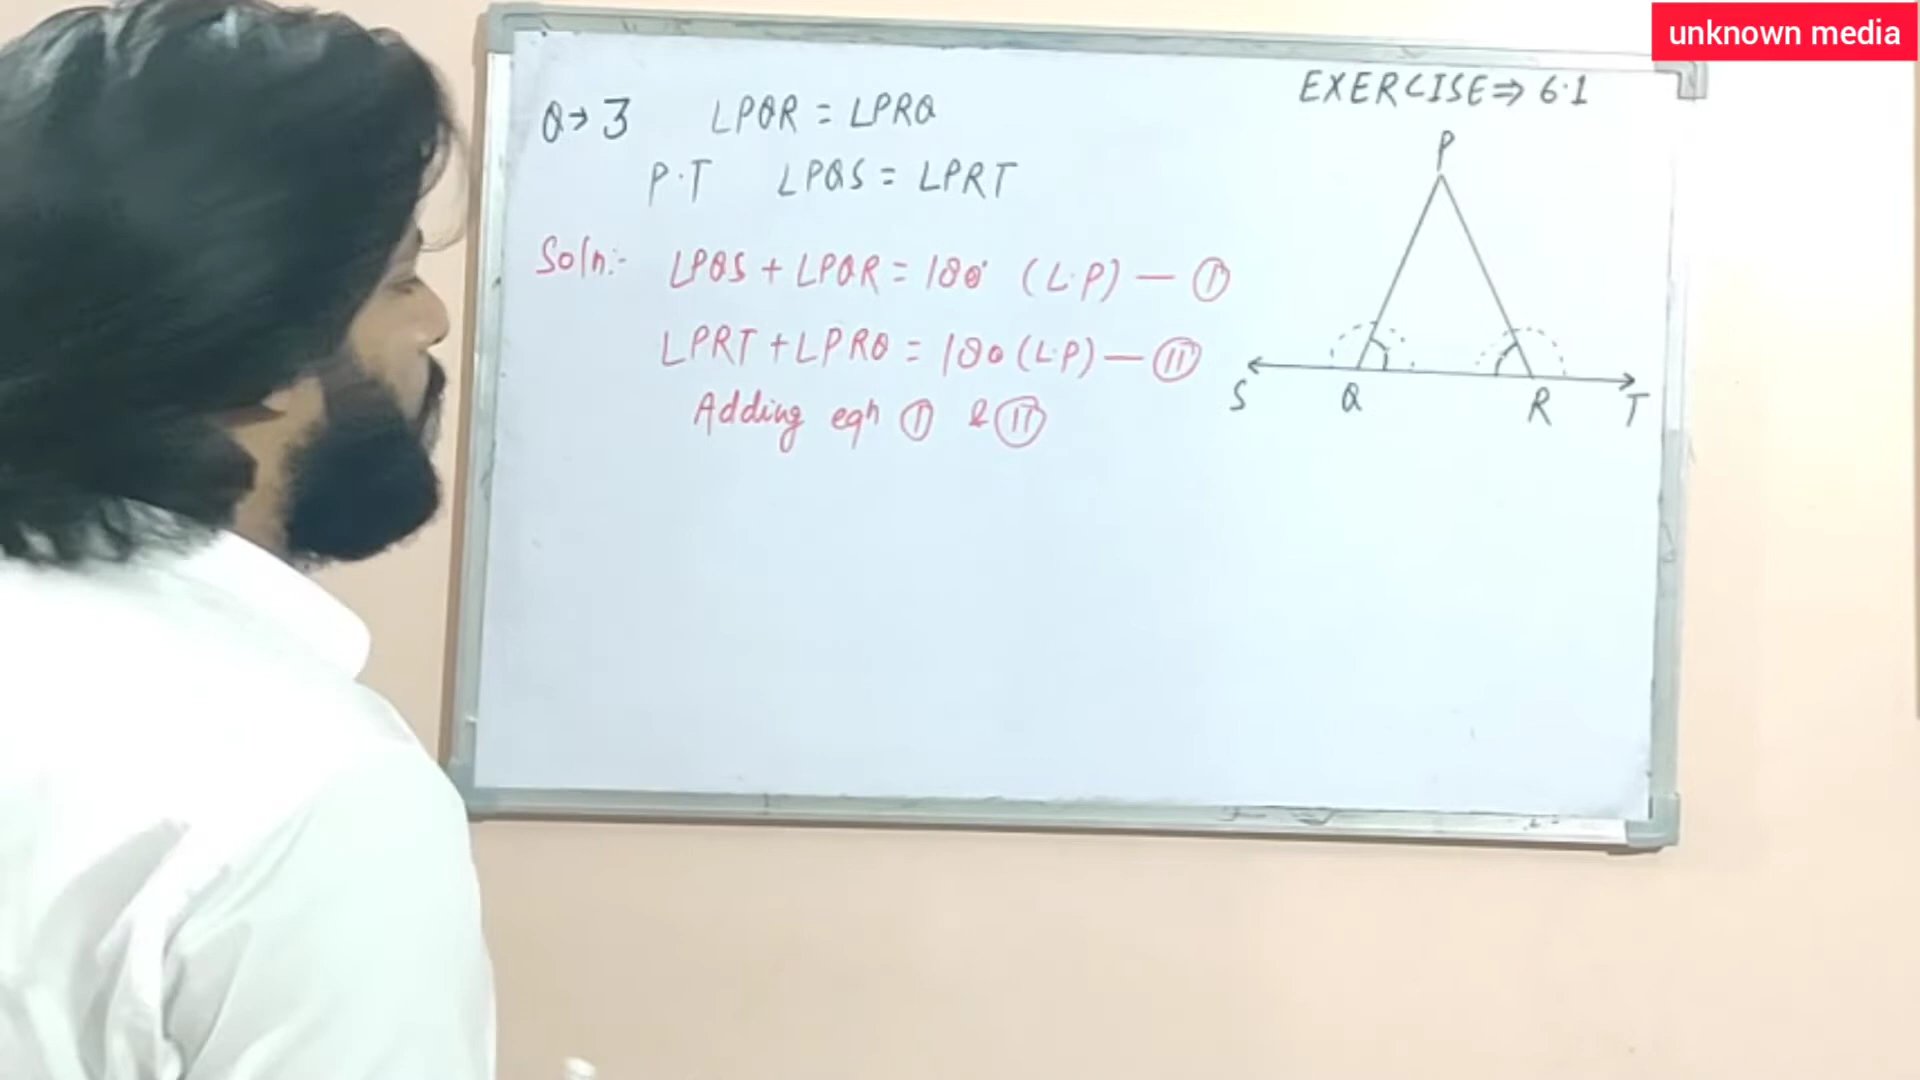 unknown media
EXERCISE⇒ 6.1
Q→ 3 ∠PQR = ∠PRQ
P.T ∠PQS = ∠PRT
Soln:- ∠PQS + ∠PQR = 180° (L.P) — Ⓘ
∠PRT + ∠PRQ = 180 (L.P) — Ⅱ
Adding eqn Ⓘ & Ⅱ
P
S Q R T